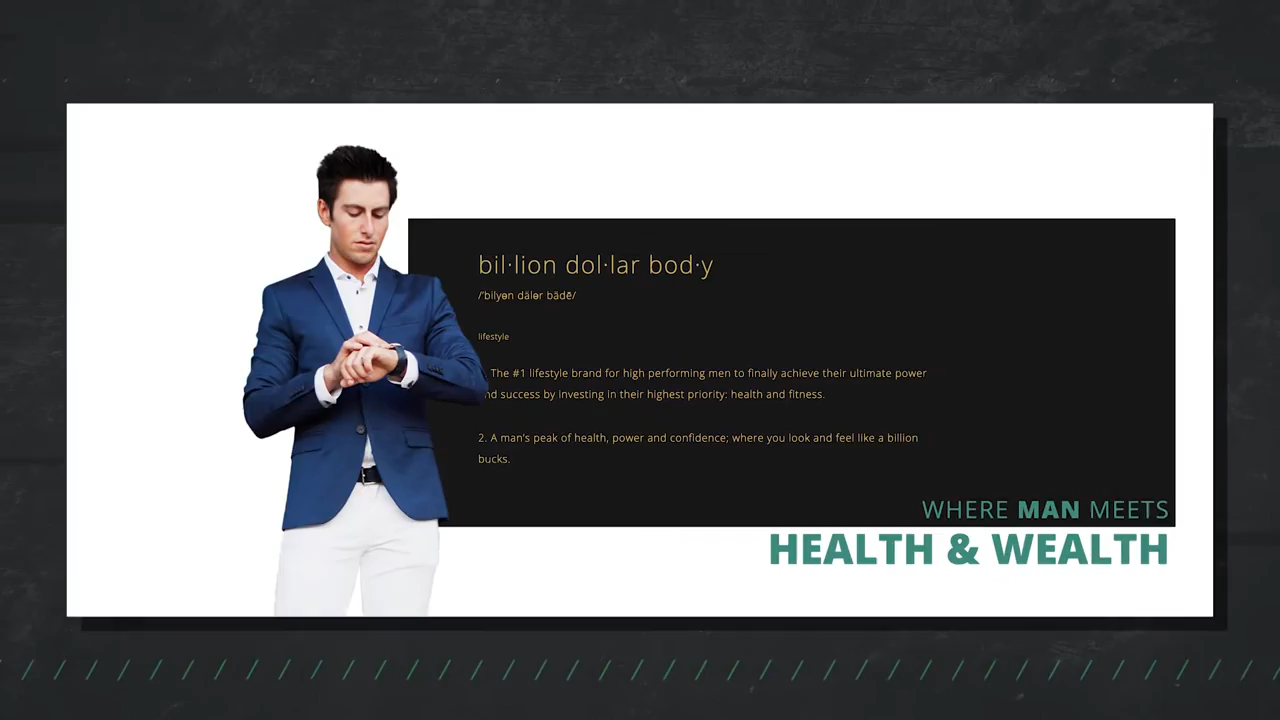 bil·lion dol·lar bod·y
/'bilyən dälər bädē/
lifestyle
The #1 lifestyle brand for high performing men to finally achieve their ultimate power
nd success by investing in their highest priority: health and fitness.
2. A man's peak of health, power and confidence; where you look and feel like a billion
bucks.
WHERE MAN MEETS
HEALTH & WEALTH